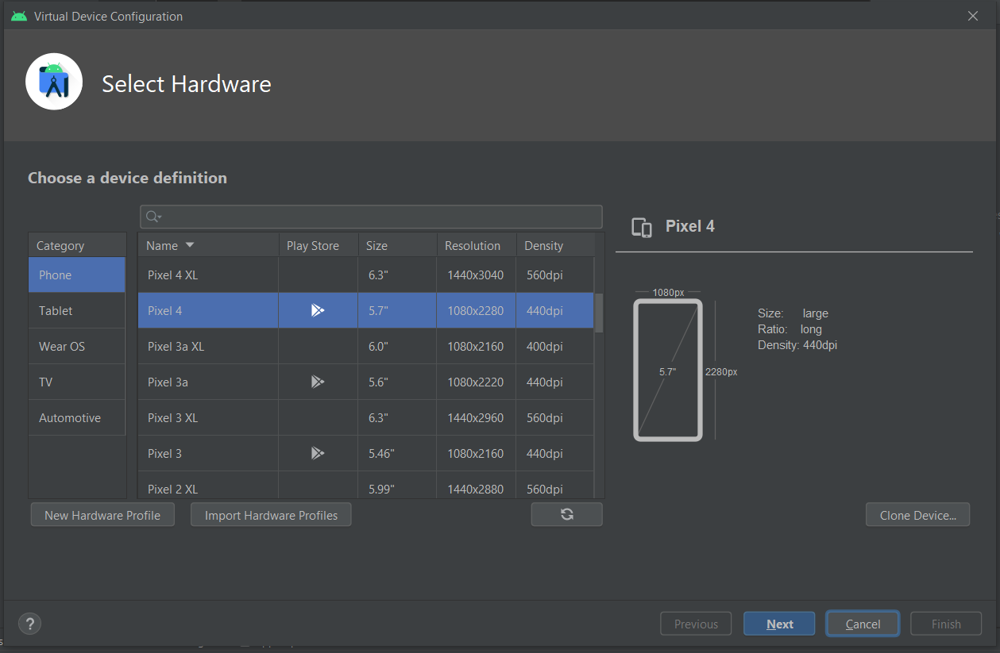 Virtual Device Configuration
Select Hardware
Choose a device definition
Category
Phone
Tablet
Wear OS
TV
Automotive
Name Play Store Size Resolution Density
Pixel 4 XL 6.3" 1440x3040 560dpi
Pixel 4 5.7" 1080x2280 440dpi
Pixel 3a XL 6.0" 1080x2160 400dpi
Pixel 3a 5.6" 1080x2220 440dpi
Pixel 3 XL 6.3" 1440x2960 560dpi
Pixel 3 5.46" 1080x2160 440dpi
Pixel 2 XL 5.99" 1440x2880 560dpi
Pixel 4
1080px
5.7"
2280px
Size: large
Ratio: long
Density: 440dpi
New Hardware Profile Import Hardware Profiles Clone Device...
? Previous Next Cancel Finish